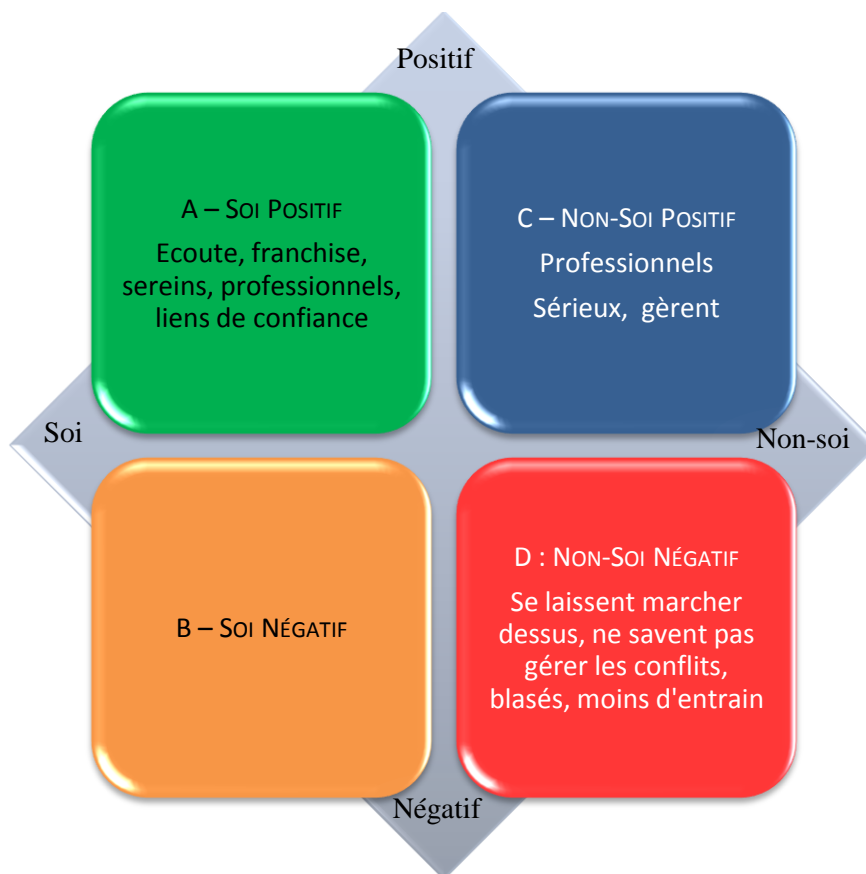 Positif
A – SOI POSITIF
Ecoute, franchise,
sereins, professionnels,
liens de confiance
C – NON-SOI POSITIF
Professionnels
Sérieux, gèrent
Soi
Non-soi
B – SOI NÉGATIF
D : NON-SOI NÉGATIF
Se laissent marcher
dessus, ne savent pas
gérer les conflits,
blasés, moins d'entrain
Négatif